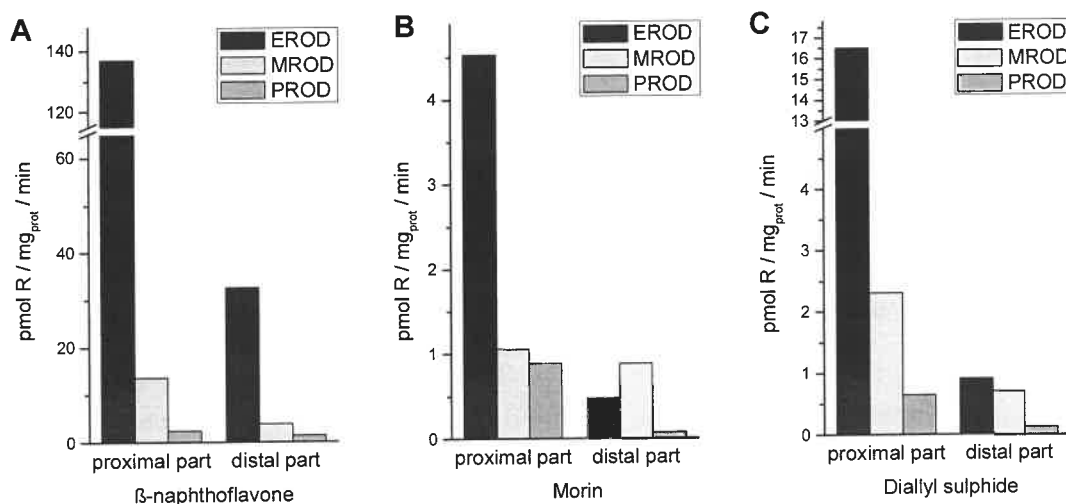 A
EROD
MROD
PROD
140
120
60
40
20
0
pmol R / mgprot / min
proximal part distal part
ß-naphthoflavone
B
EROD
MROD
PROD
4
3
2
1
0
pmol R / mgprot / min
proximal part distal part
Morin
C
EROD
MROD
PROD
17
16
15
14
13
4
3
2
1
0
pmol R / mgprot / min
proximal part distal part
Diallyl sulphide